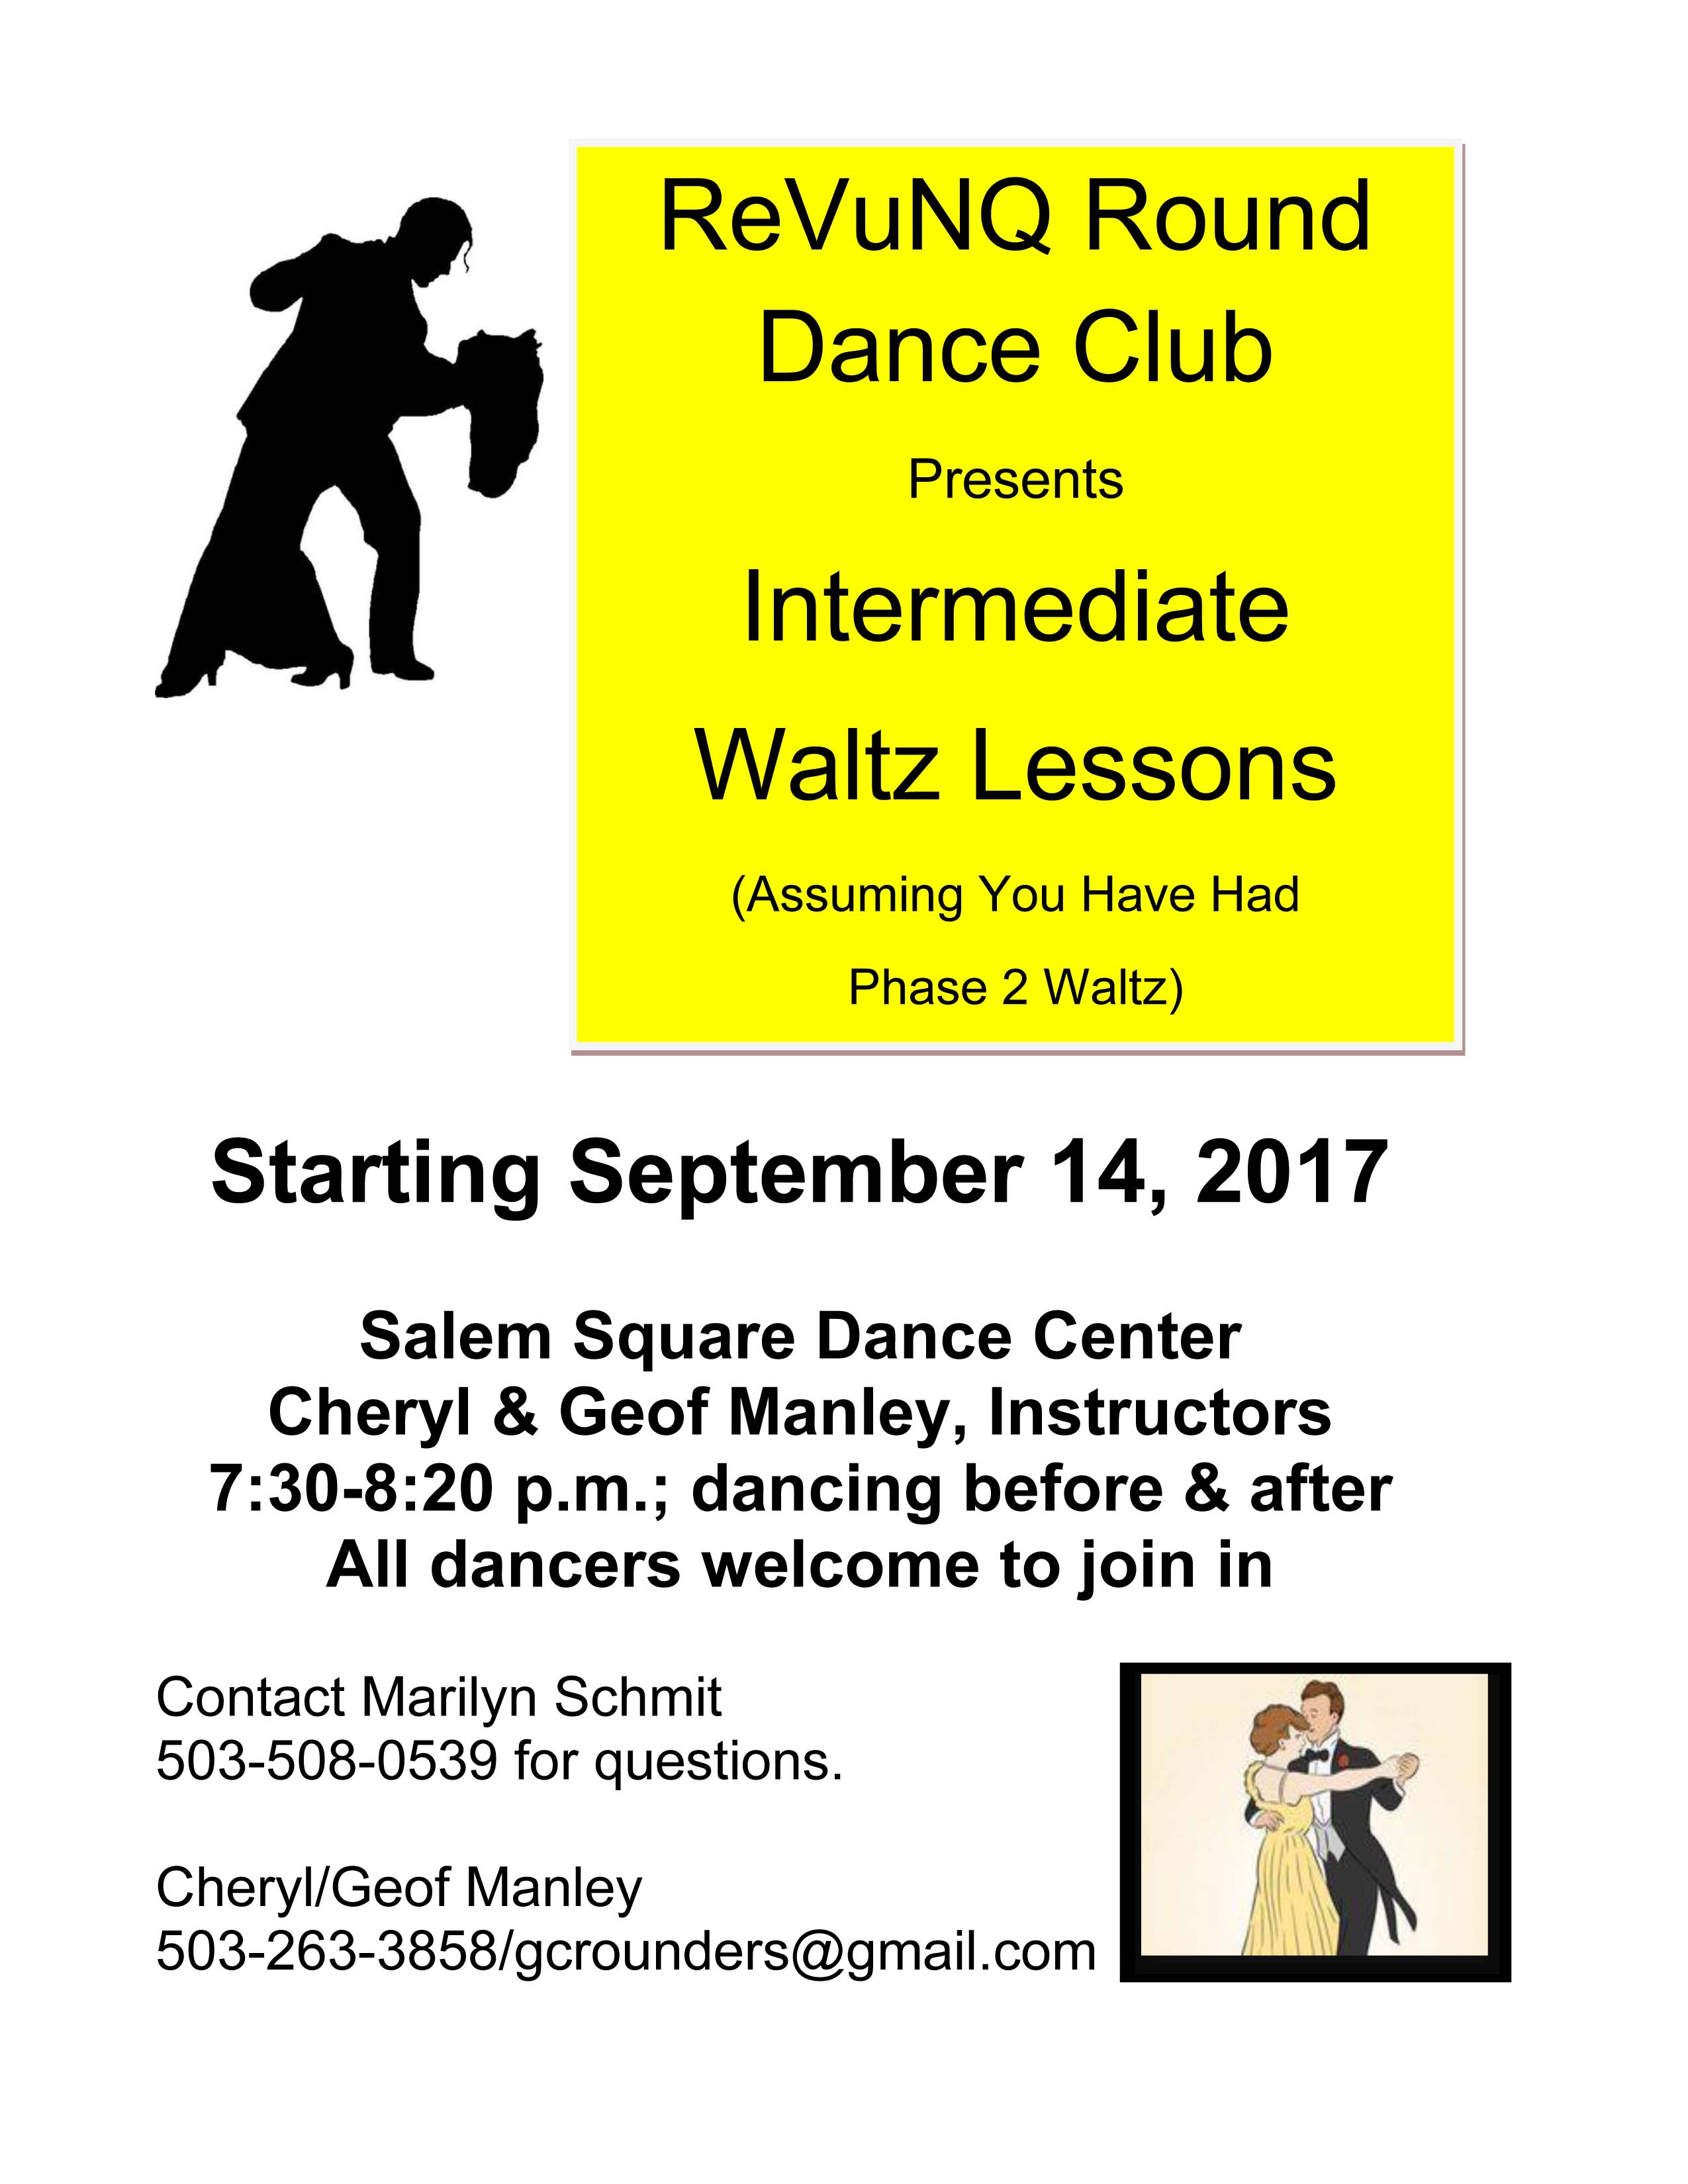 ReVuNQ Round
Dance Club
Presents
Intermediate
Waltz Lessons
(Assuming You Have Had
Phase 2 Waltz)
Starting September 14, 2017
Salem Square Dance Center
Cheryl & Geof Manley, Instructors
7:30-8:20 p.m.; dancing before & after
All dancers welcome to join in
Contact Marilyn Schmit
503-508-0539 for questions.
Cheryl/Geof Manley
503-263-3858/gcrounders@gmail.com